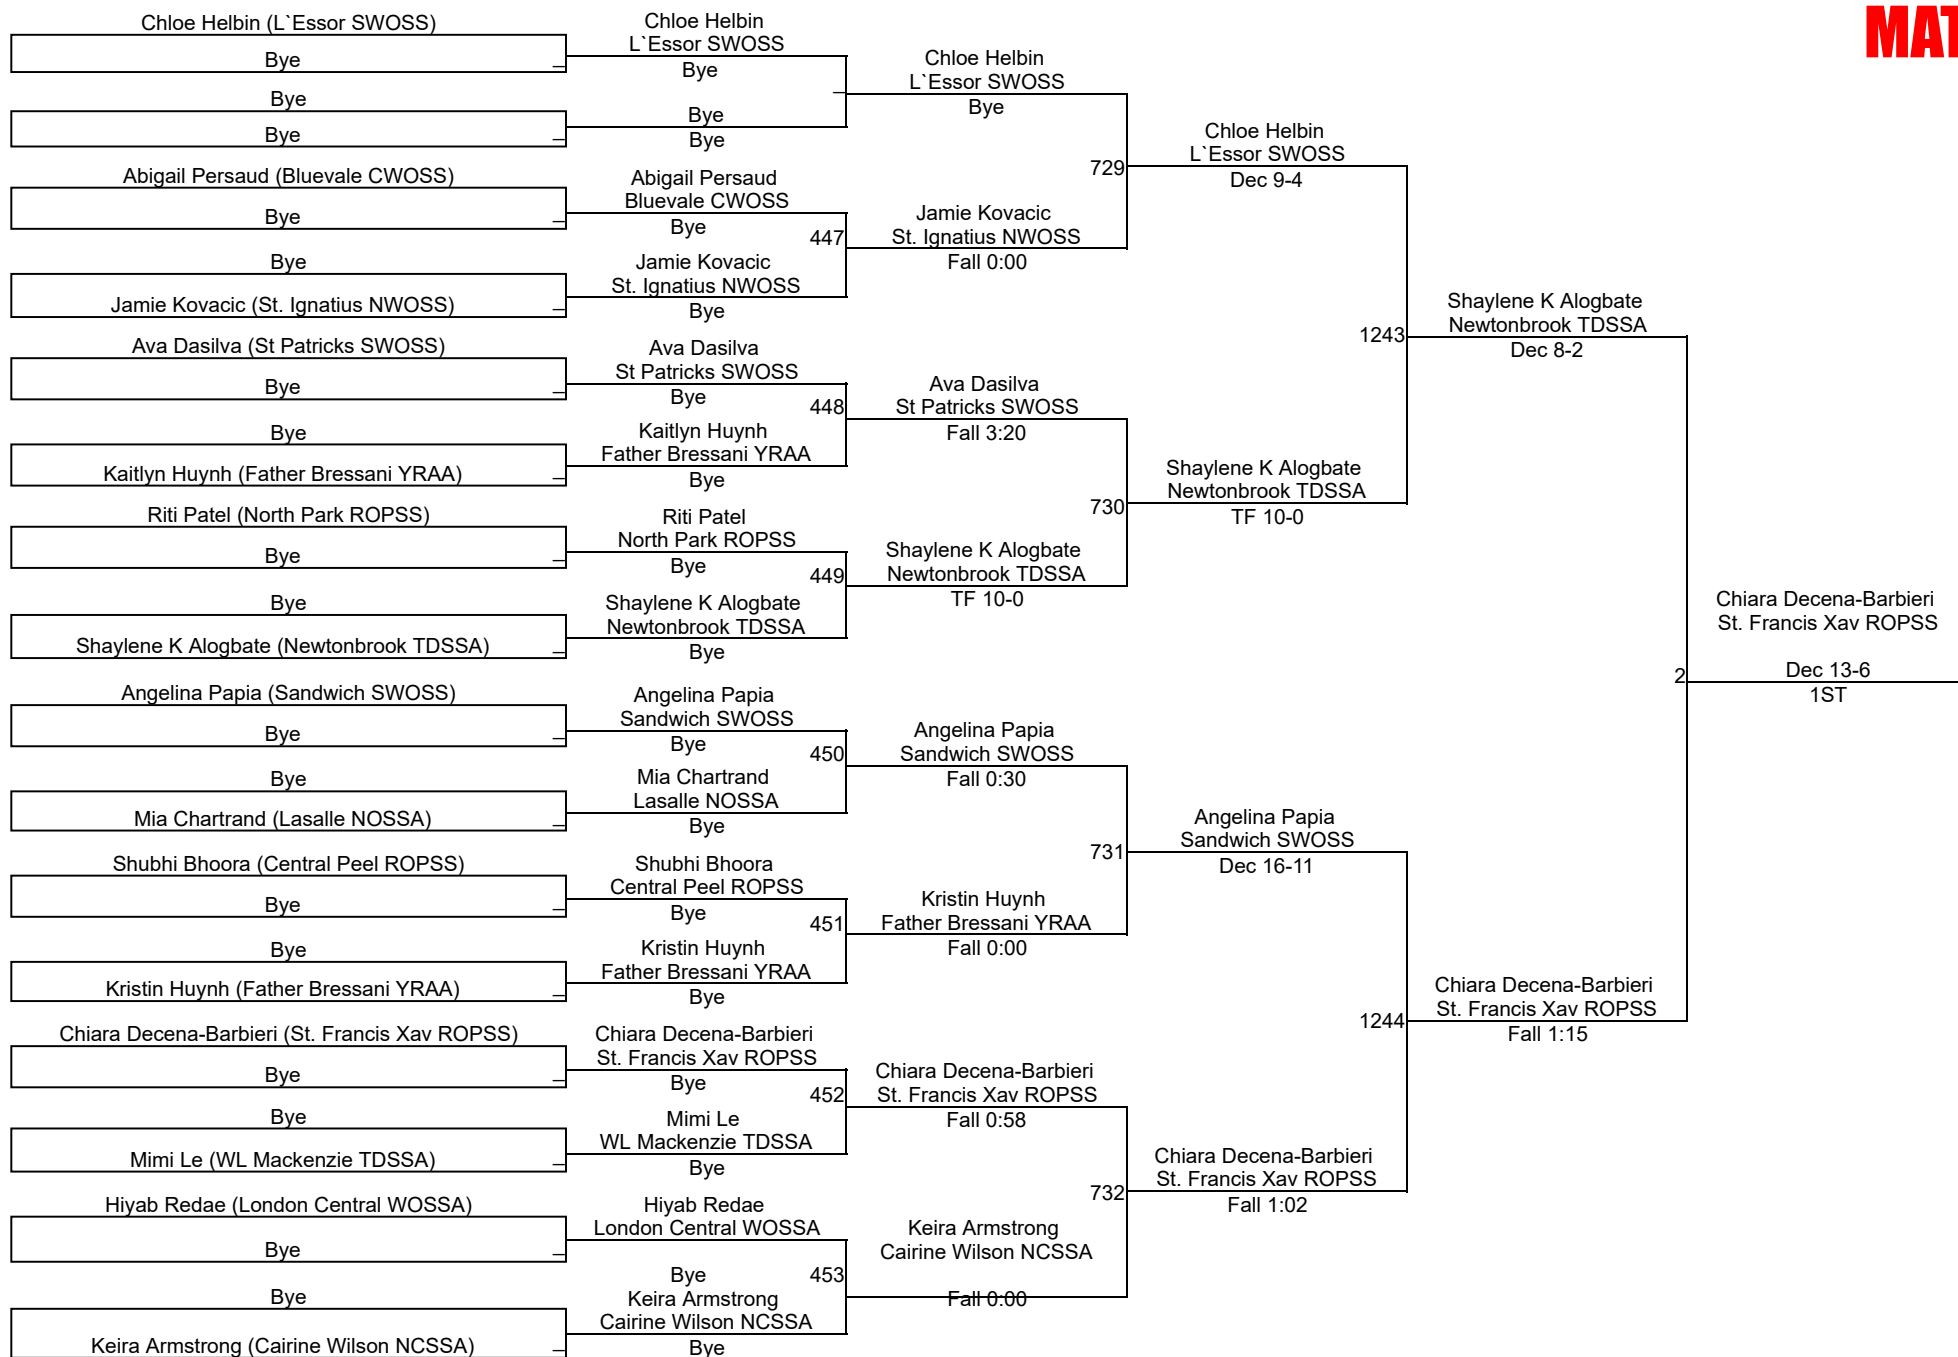 MAT
Chloe Helbin (L`Essor SWOSS)
Bye
Bye
Bye
Abigail Persaud (Bluevale CWOSS)
Bye
Bye
Jamie Kovacic (St. Ignatius NWOSS)
Ava Dasilva (St Patricks SWOSS)
Bye
Bye
Kaitlyn Huynh (Father Bressani YRAA)
Riti Patel (North Park ROPSS)
Bye
Bye
Shaylene K Alogbate (Newtonbrook TDSSA)
Angelina Papia (Sandwich SWOSS)
Bye
Bye
Mia Chartrand (Lasalle NOSSA)
Shubhi Bhoora (Central Peel ROPSS)
Bye
Bye
Kristin Huynh (Father Bressani YRAA)
Chiara Decena-Barbieri (St. Francis Xav ROPSS)
Bye
Bye
Mimi Le (WL Mackenzie TDSSA)
Hiyab Redae (London Central WOSSA)
Bye
Bye
Keira Armstrong (Cairine Wilson NCSSA)
Chloe Helbin
L`Essor SWOSS
Bye
Bye
Bye
Abigail Persaud
Bluevale CWOSS
Bye
447
Jamie Kovacic
St. Ignatius NWOSS
Bye
Ava Dasilva
St Patricks SWOSS
Bye
448
Kaitlyn Huynh
Father Bressani YRAA
Bye
Riti Patel
North Park ROPSS
Bye
449
Shaylene K Alogbate
Newtonbrook TDSSA
Bye
Angelina Papia
Sandwich SWOSS
Bye
450
Mia Chartrand
Lasalle NOSSA
Bye
Shubhi Bhoora
Central Peel ROPSS
Bye
451
Kristin Huynh
Father Bressani YRAA
Bye
Chiara Decena-Barbieri
St. Francis Xav ROPSS
Bye
452
Mimi Le
WL Mackenzie TDSSA
Bye
Hiyab Redae
London Central WOSSA
Bye
453
Keira Armstrong
Cairine Wilson NCSSA
Bye
Chloe Helbin
L`Essor SWOSS
Bye
729
Jamie Kovacic
St. Ignatius NWOSS
Fall 0:00
Ava Dasilva
St Patricks SWOSS
Fall 3:20
730
Shaylene K Alogbate
Newtonbrook TDSSA
TF 10-0
Angelina Papia
Sandwich SWOSS
Fall 0:30
731
Kristin Huynh
Father Bressani YRAA
Fall 0:00
Chiara Decena-Barbieri
St. Francis Xav ROPSS
Fall 0:58
732
Keira Armstrong
Cairine Wilson NCSSA
Fall 0:00
Chloe Helbin
L`Essor SWOSS
Dec 9-4
1243
Shaylene K Alogbate
Newtonbrook TDSSA
TF 10-0
Angelina Papia
Sandwich SWOSS
Dec 16-11
1244
Chiara Decena-Barbieri
St. Francis Xav ROPSS
Fall 1:02
Shaylene K Alogbate
Newtonbrook TDSSA
Dec 8-2
2
Chiara Decena-Barbieri
St. Francis Xav ROPSS
Fall 1:15
Chiara Decena-Barbieri
St. Francis Xav ROPSS
Dec 13-6
1ST